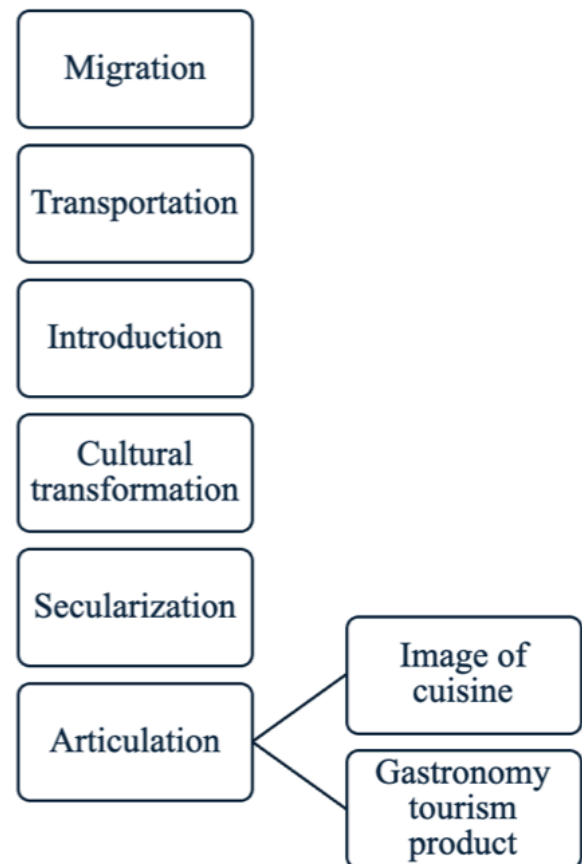 Migration
Transportation
Introduction
Cultural
transformation
Secularization
Articulation
Image of
cuisine
Gastronomy
tourism
product